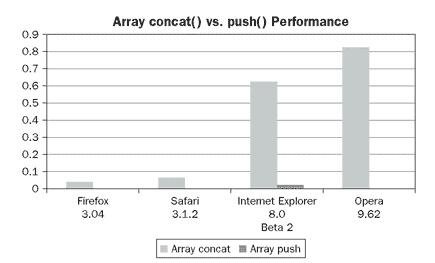 Array concat() vs. push() Performance
0.9
0.8
0.7
0.6
0.5
0.4
0.3
0.2
0.1
0
Firefox
3.04
Safari
3.1.2
Internet Explorer
8.0
Beta 2
Opera
9.62
Array concat
Array push